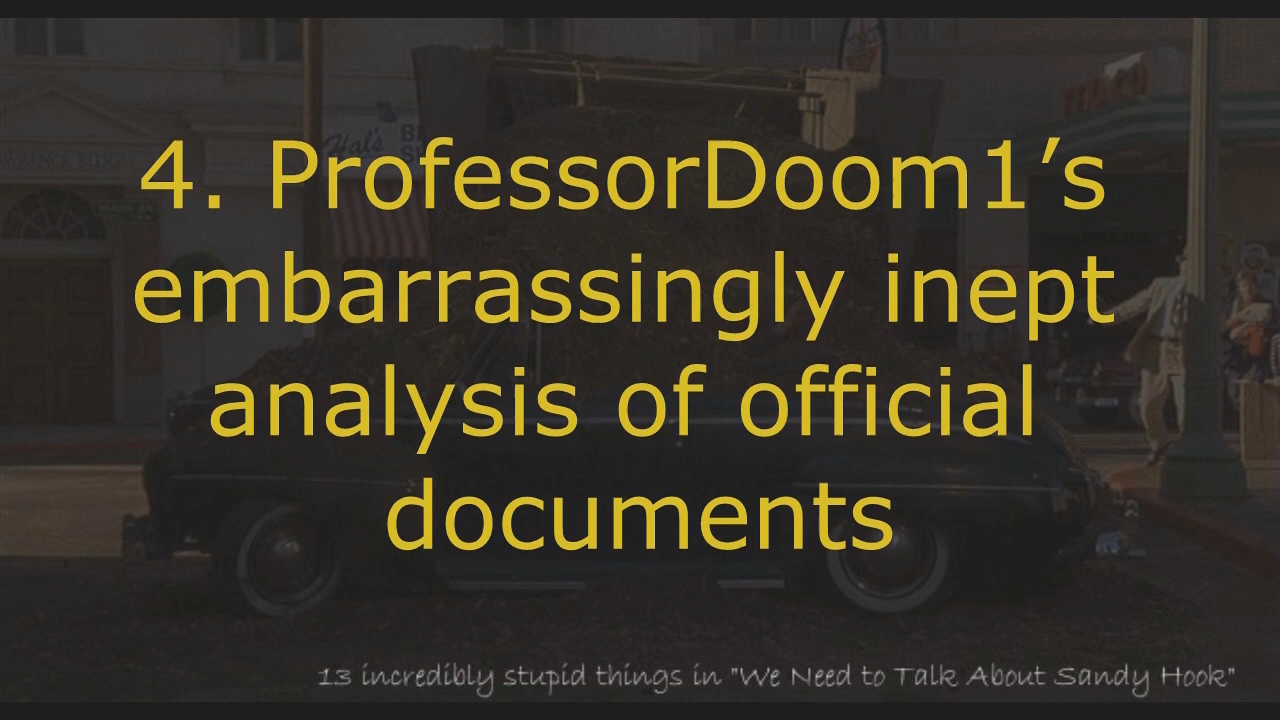 4. ProfessorDoom1’s
embarrassingly inept
analysis of official
documents
Hal's
13 incredibly stupid things in "We Need to Talk About Sandy Hook"